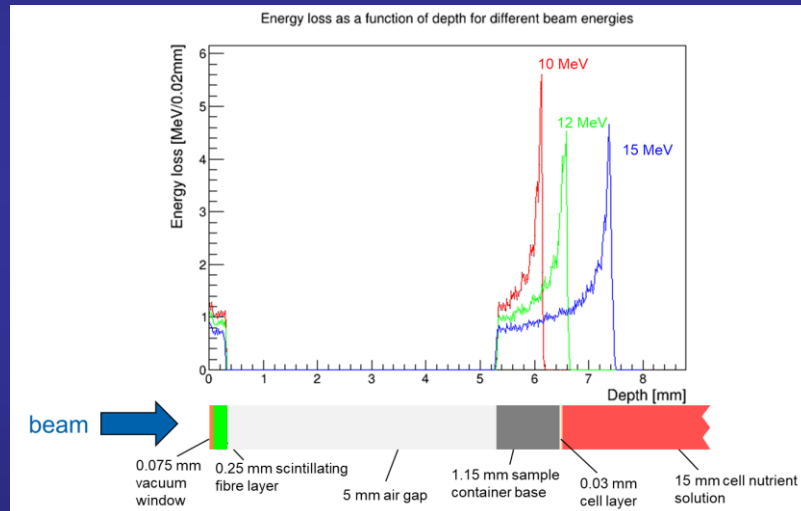 Energy loss as a function of depth for different beam energies
Energy loss [MeV/0.02mm]
6
5
4
3
2
1
0
10 MeV
12 MeV
15 MeV
0 1 2 3 4 5 6 7 8
Depth [mm]
beam
0.075 mm
vacuum
window
0.25 mm scintillating
fibre layer
5 mm air gap
1.15 mm sample
container base
0.03 mm
cell layer
15 mm cell nutrient
solution